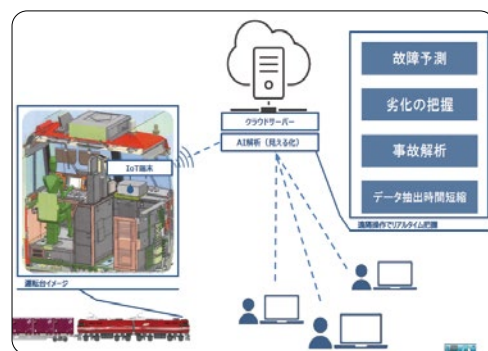 故障予測
劣化の把握
事故解析
データ抽出時間短縮
遠隔操作でリアルタイム把握
クラウドサーバー
AI解析（見える化）
IoT端末
運転台イメージ